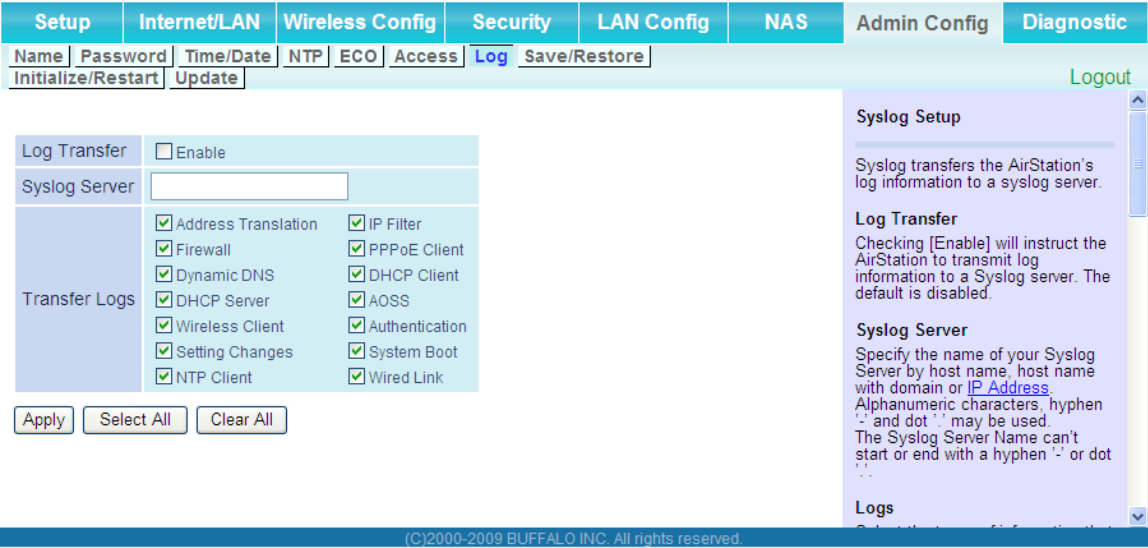 Setup Internet/LAN Wireless Config Security LAN Config NAS Admin Config Diagnostic
Name Password Time/Date NTP ECO Access Log Save/Restore
Initialize/Restart Update
Logout
Log Transfer Enable
Syslog Server
Transfer Logs
Address Translation IP Filter
Firewall PPPoE Client
Dynamic DNS DHCP Client
DHCP Server AOSS
Wireless Client Authentication
Setting Changes System Boot
NTP Client Wired Link
Apply Select All Clear All
Syslog Setup
Syslog transfers the AirStation's
log information to a syslog server.
Log Transfer
Checking [Enable] will instruct the
AirStation to transmit log
information to a Syslog server. The
default is disabled.
Syslog Server
Specify the name of your Syslog
Server by host name, host name
with domain or IP Address.
Alphanumeric characters, hyphen
'-' and dot '.' may be used.
The Syslog Server Name can't
start or end with a hyphen '-' or dot
'.'.
Logs
(C)2000-2009 BUFFALO INC. All rights reserved.